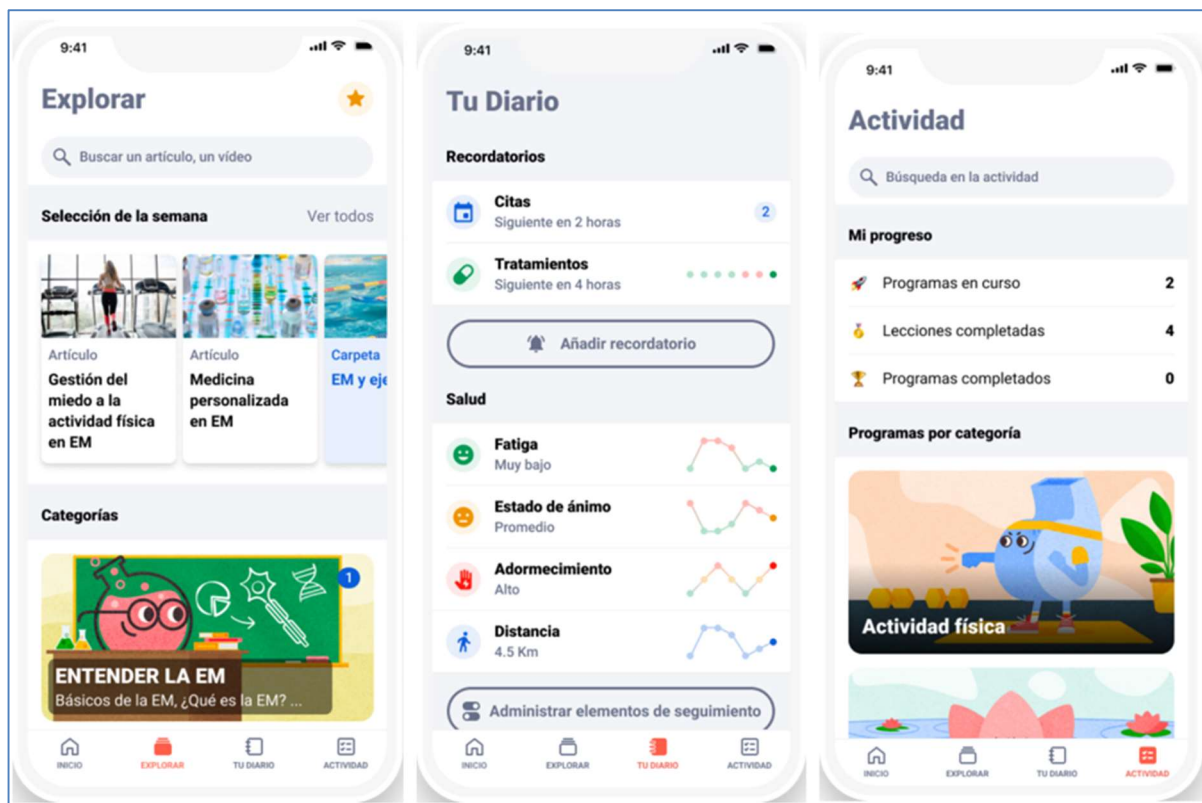 9:41
Explorar
Buscar un artículo, un vídeo
Selección de la semana Ver todos
Artículo
Gestión del
miedo a la
actividad física
en EM
Artículo
Medicina
personalizada
en EM
Carpeta
EM y eje
Categorías
1
ENTENDER LA EM
Básicos de la EM, ¿Qué es la EM? ...
INICIO EXPLORAR TU DIARIO ACTIVIDAD
9:41
Tu Diario
Recordatorios
Citas
Siguiente en 2 horas
2
Tratamientos
Siguiente en 4 horas
Añadir recordatorio
Salud
Fatiga
Muy bajo
Estado de ánimo
Promedio
Adormecimiento
Alto
Distancia
4.5 Km
Administrar elementos de seguimiento
INICIO EXPLORAR TU DIARIO ACTIVIDAD
9:41
Actividad
Búsqueda en la actividad
Mi progreso
Programas en curso 2
Lecciones completadas 4
Programas completados 0
Programas por categoría
Actividad física
INICIO EXPLORAR TU DIARIO ACTIVIDAD